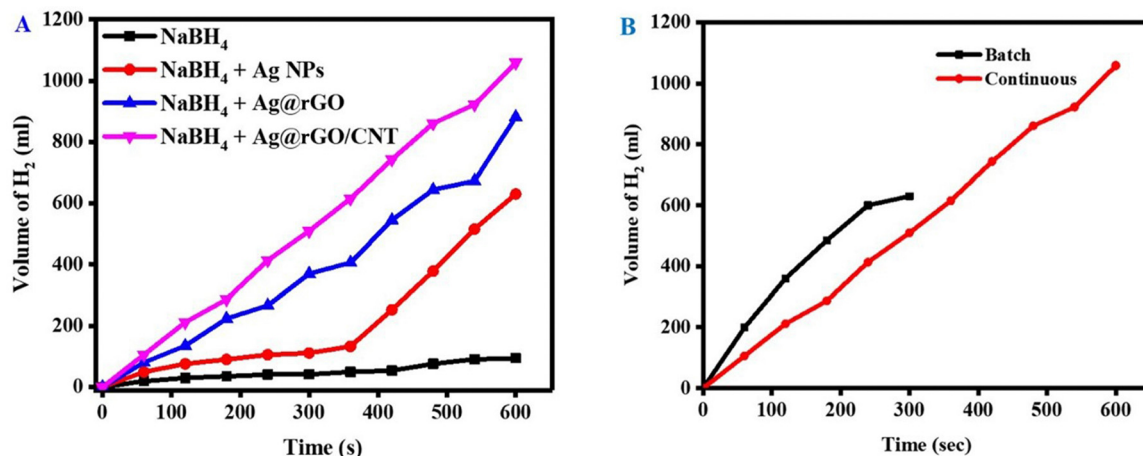 A
NaBH4
NaBH4 + Ag NPs
NaBH4 + Ag@rGO
NaBH4 + Ag@rGO/CNT
Volume of H2 (ml)
1200
1000
800
600
400
200
0
0 100 200 300 400 500 600
Time (s)
B
Batch
Continuous
Volume of H2 (ml)
1200
1000
800
600
400
200
0
0 100 200 300 400 500 600
Time (sec)